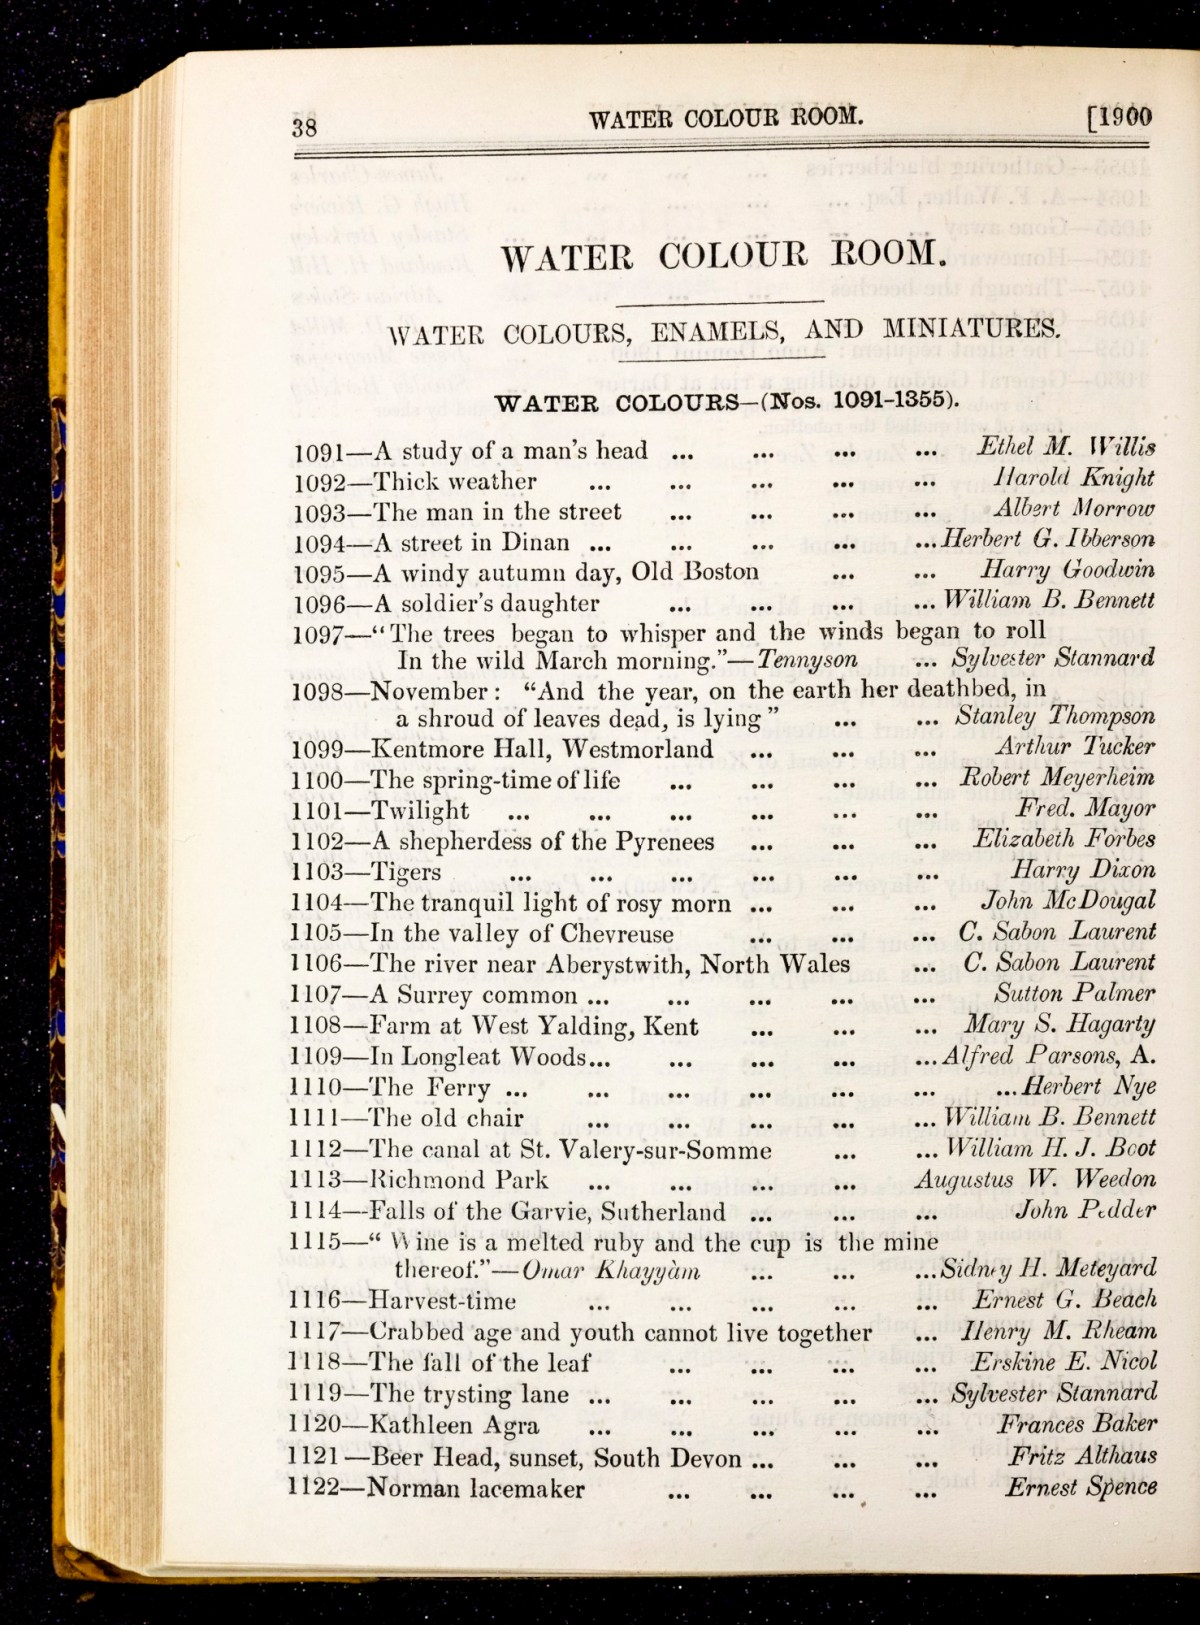 38 WATER COLOUR ROOM. [1900
WATER COLOUR ROOM.
WATER COLOURS, ENAMELS, AND MINIATURES.
WATER COLOURS—(Nos. 1091-1355).
1091—A study of a man's head ... ... ... ... Ethel M. Willis
1092—Thick weather ... ... ... ... ... Harold Knight
1093—The man in the street ... ... ... ... Albert Morrow
1094—A street in Dinan ... ... ... ... ... Herbert G. Ibberson
1095—A windy autumn day, Old Boston ... ... Harry Goodwin
1096—A soldier's daughter ... ... ... ... William B. Bennett
1097—“The trees began to whisper and the winds began to roll
In the wild March morning.”—Tennyson ... Sylvester Stannard
1098—November: “And the year, on the earth her deathbed, in
a shroud of leaves dead, is lying” ... ... Stanley Thompson
1099—Kentmore Hall, Westmorland ... ... ... Arthur Tucker
1100—The spring-time of life ... ... ... ... Robert Meyerheim
1101—Twilight ... ... ... ... ... ... Fred. Mayor
1102—A shepherdess of the Pyrenees ... ... ... Elizabeth Forbes
1103—Tigers ... ... ... ... ... ... Harry Dixon
1104—The tranquil light of rosy morn ... ... ... John McDougal
1105—In the valley of Chevreuse ... ... ... C. Sabon Laurent
1106—The river near Aberystwith, North Wales ... C. Sabon Laurent
1107—A Surrey common ... ... ... ... ... Sutton Palmer
1108—Farm at West Yalding, Kent ... ... ... Mary S. Hagarty
1109—In Longleat Woods... ... ... ... ... Alfred Parsons, A.
1110—The Ferry ... ... ... ... ... ... ... Herbert Nye
1111—The old chair ... ... ... ... ... William B. Bennett
1112—The canal at St. Valery-sur-Somme ... ... William H. J. Boot
1113—Richmond Park ... ... ... ... Augustus W. Weedon
1114—Falls of the Garvie, Sutherland ... ... ... John Pedder
1115—“Wine is a melted ruby and the cup is the mine
thereof.”—Omar Khayyàm ... ... ... Sidney H. Meteyard
1116—Harvest-time ... ... ... ... ... Ernest G. Beach
1117—Crabbed age and youth cannot live together ... Henry M. Rheam
1118—The fall of the leaf ... ... ... ... Erskine E. Nicol
1119—The trysting lane ... ... ... ... ... Sylvester Stannard
1120—Kathleen Agra ... ... ... ... ... Frances Baker
1121—Beer Head, sunset, South Devon ... ... ... Fritz Althaus
1122—Norman lacemaker ... ... ... ... Ernest Spence